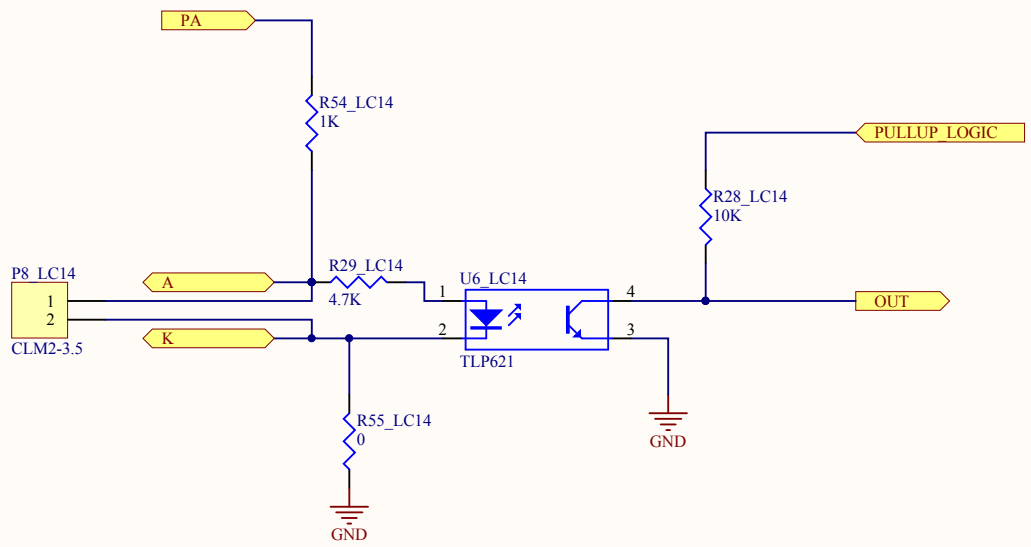 PA
R54_LC14
1K
PULLUP_LOGIC
R28_LC14
10K
P8_LC14
A
R29_LC14
U6_LC14
1
4.7K
1
4
OUT
2
K
2
3
CLM2-3.5
TLP621
R55_LC14
0
GND
GND